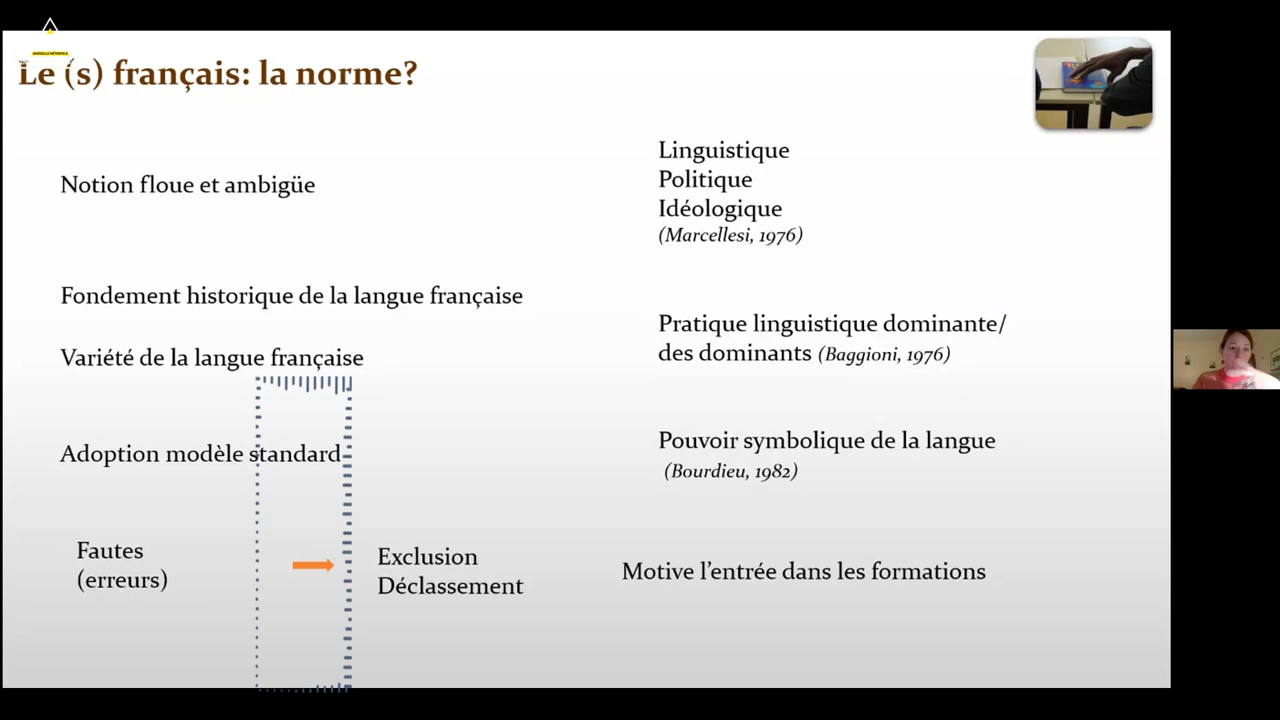 MARSEILLE MÉTROPOLE
Le (s) français: la norme?
Notion floue et ambigüe
Linguistique
Politique
Idéologique
(Marcellesi, 1976)
Fondement historique de la langue française
Variété de la langue française
Pratique linguistique dominante/
des dominants (Baggioni, 1976)
Adoption modèle standard
Pouvoir symbolique de la langue
(Bourdieu, 1982)
Fautes
(erreurs)
Exclusion
Déclassement
Motive l’entrée dans les formations